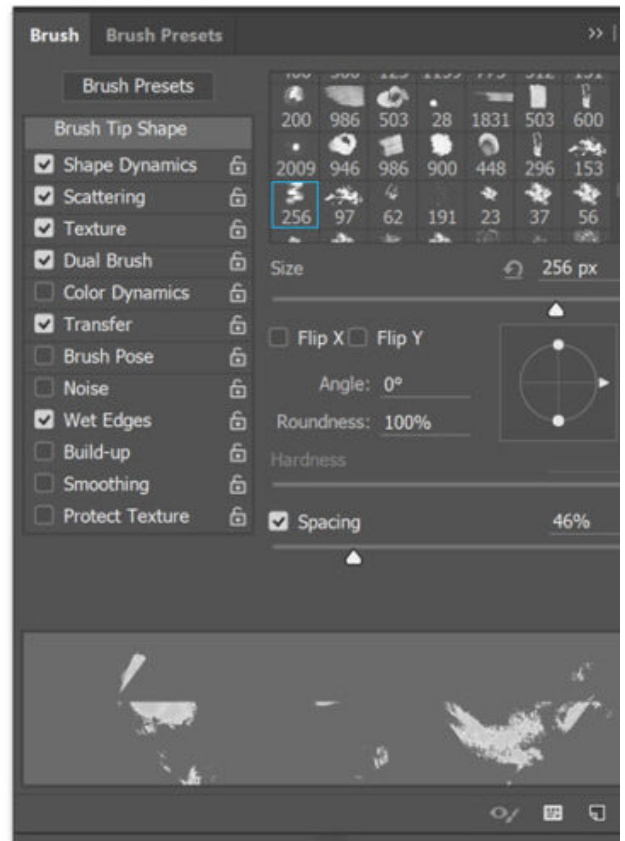 Brush Brush Presets
Brush Presets
Brush Tip Shape
Shape Dynamics
Scattering
Texture
Dual Brush
Color Dynamics
Transfer
Brush Pose
Noise
Wet Edges
Build-up
Smoothing
Protect Texture
200 986 503 28 1831 503 600
2009 946 986 900 448 296 153
256 97 62 191 23 37 56
Size 256 px
Flip X Flip Y
Angle: 0°
Roundness: 100%
Hardness
Spacing 46%